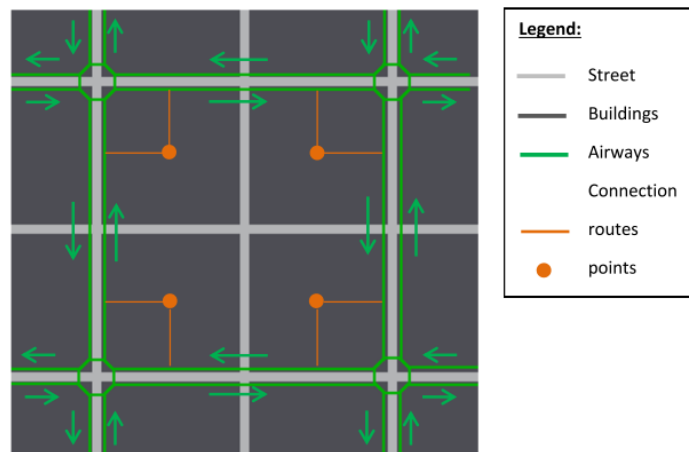 Legend:
Street
Buildings
Airways
Connection
routes
points